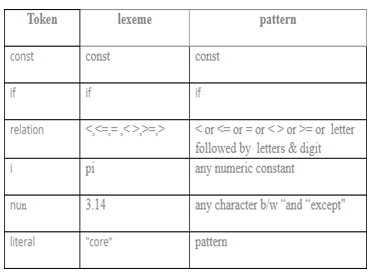 Token lexeme pattern
const const const
if if if
relation <,<=,= ,<>,>=,> < or <= or = or <> or >= or letter
followed by letters & digit
i pi any numeric constant
nun 3.14 any character b/w “and “except"
literal "core" pattern